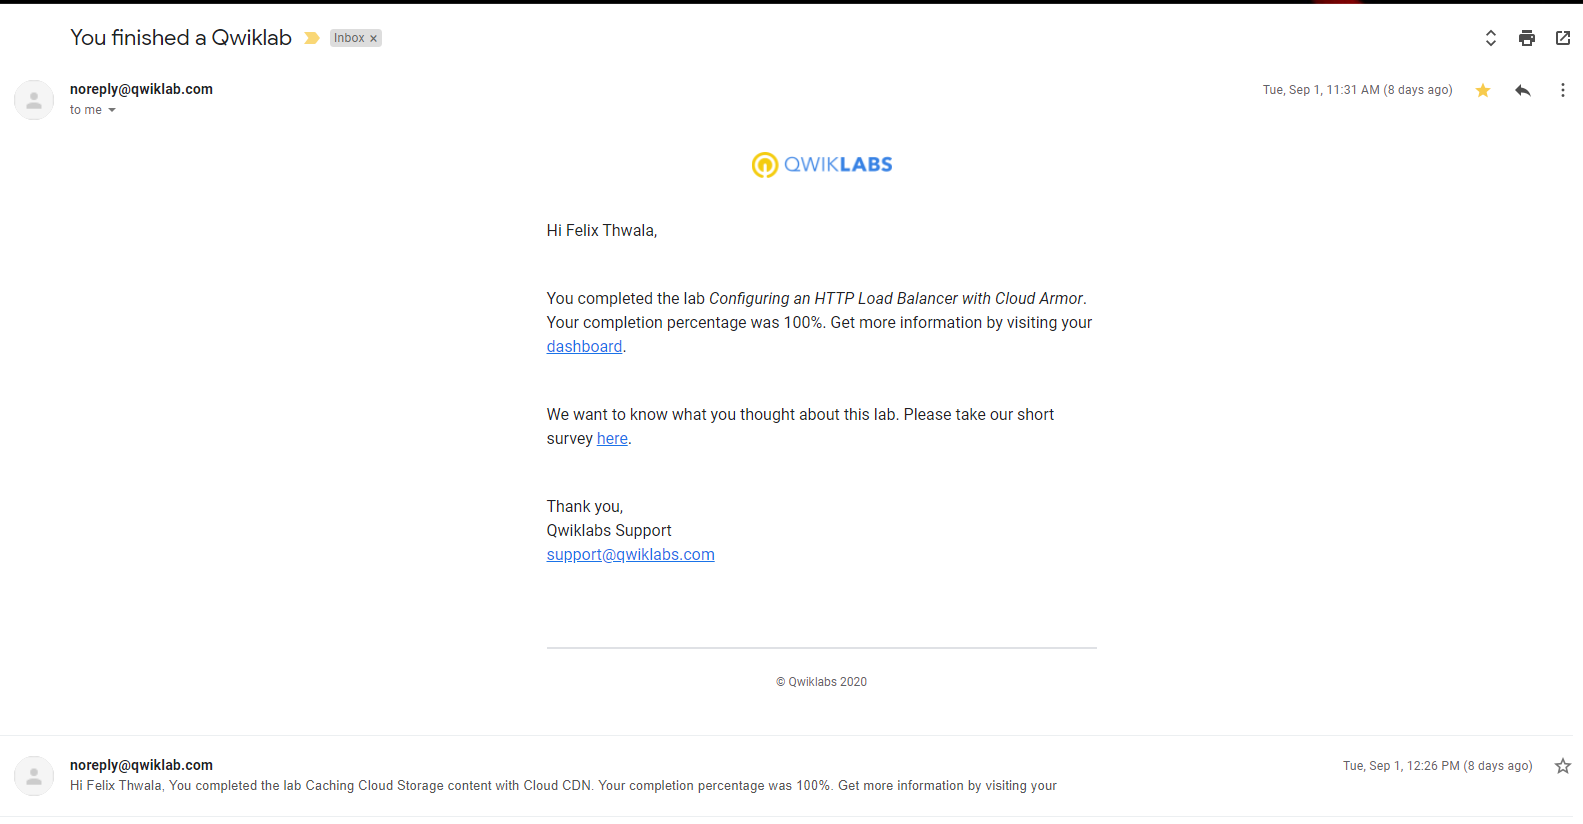 You finished a Qwiklab
Inbox ×
noreply@qwiklab.com
Tue, Sep 1, 11:31 AM (8 days ago)
to me
QWIKLABS
Hi Felix Thwala,
You completed the lab Configuring an HTTP Load Balancer with Cloud Armor.
Your completion percentage was 100%. Get more information by visiting your
dashboard.
We want to know what you thought about this lab. Please take our short
survey here.
Thank you,
Qwiklabs Support
support@qwiklabs.com
© Qwiklabs 2020
noreply@qwiklab.com
Tue, Sep 1, 12:26 PM (8 days ago)
Hi Felix Thwala, You completed the lab Caching Cloud Storage content with Cloud CDN. Your completion percentage was 100%. Get more information by visiting your